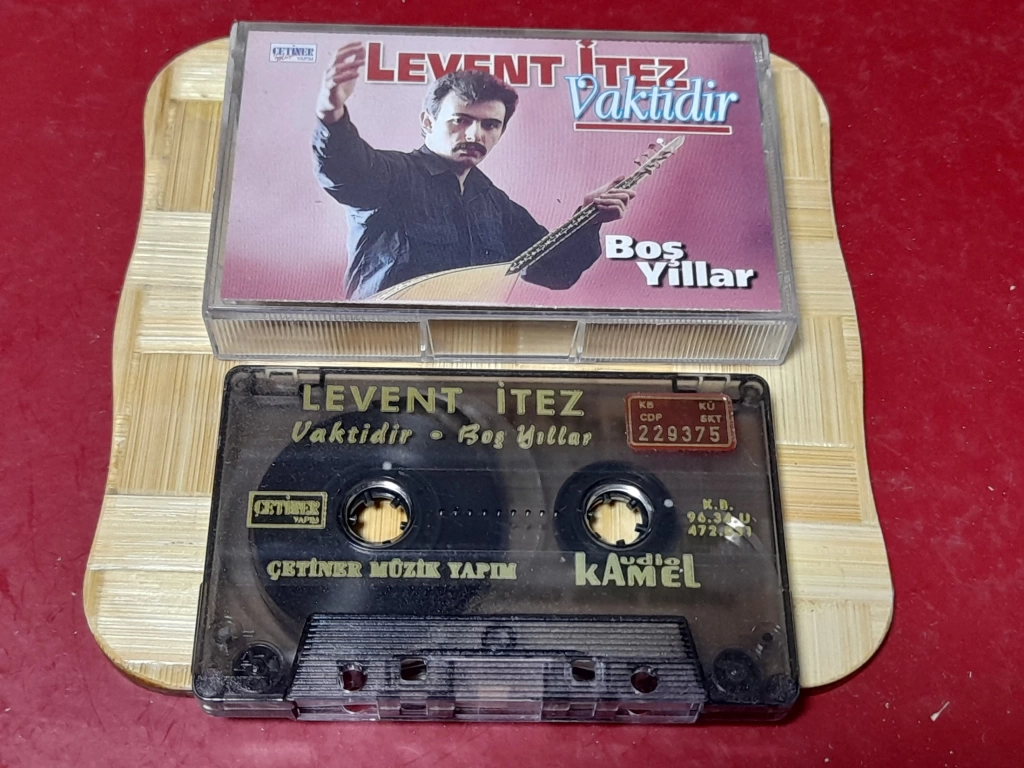 ÇETİNER
YAPIM
LEVENT İTEZ
Vaktidir
Boş
Yıllar
LEVENT İTEZ
Vaktidir - Boş Yıllar
KB KÜ
CDP SKT
229375
ÇETİNER
YAPIM
K.B.
ÇETİNER MÜZİK YAPIM
kAMEL
Audio